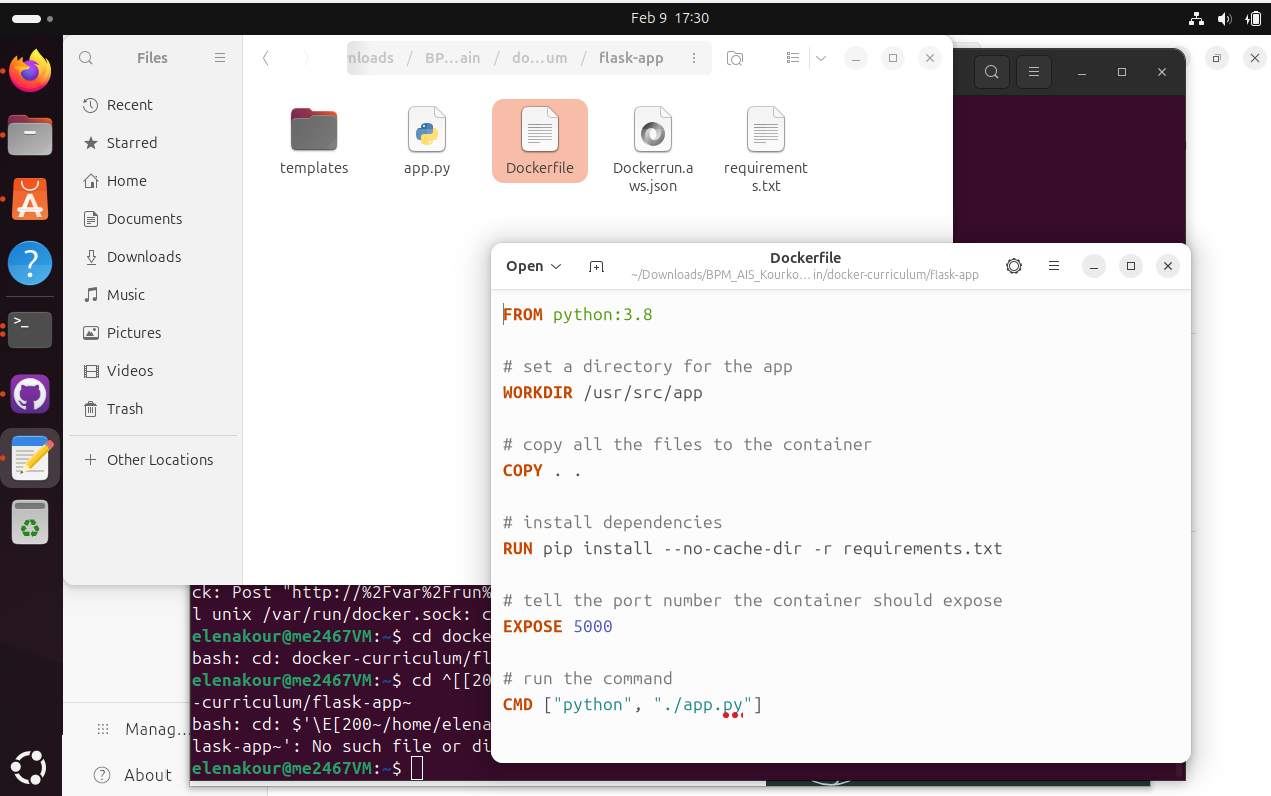 Feb 9 17:30
Files
nloads / BP…ain / do…um / flask-app
Recent
Starred
Home
Documents
Downloads
Music
Pictures
Videos
Trash
Other Locations
templates
app.py
Dockerfile
Dockerrun.a
ws.json
requirement
s.txt
Open
Dockerfile
~/Downloads/BPM_AIS_Kourko…in/docker-curriculum/flask-app
FROM python:3.8
# set a directory for the app
WORKDIR /usr/src/app
# copy all the files to the container
COPY . .
# install dependencies
RUN pip install --no-cache-dir -r requirements.txt
# tell the port number the container should expose
EXPOSE 5000
# run the command
CMD ["python", "./app.py"]
ck: Post "http://%2Fvar%2Frun%
l unix /var/run/docker.sock: c
elenakour@me2467VM:~$ cd docke
bash: cd: docker-curriculum/fl
elenakour@me2467VM:~$ cd ^[[20
-curriculum/flask-app~
bash: cd: $'\E[200~/home/elena
lask-app~': No such file or di
elenakour@me2467VM:~$
Manag…
About